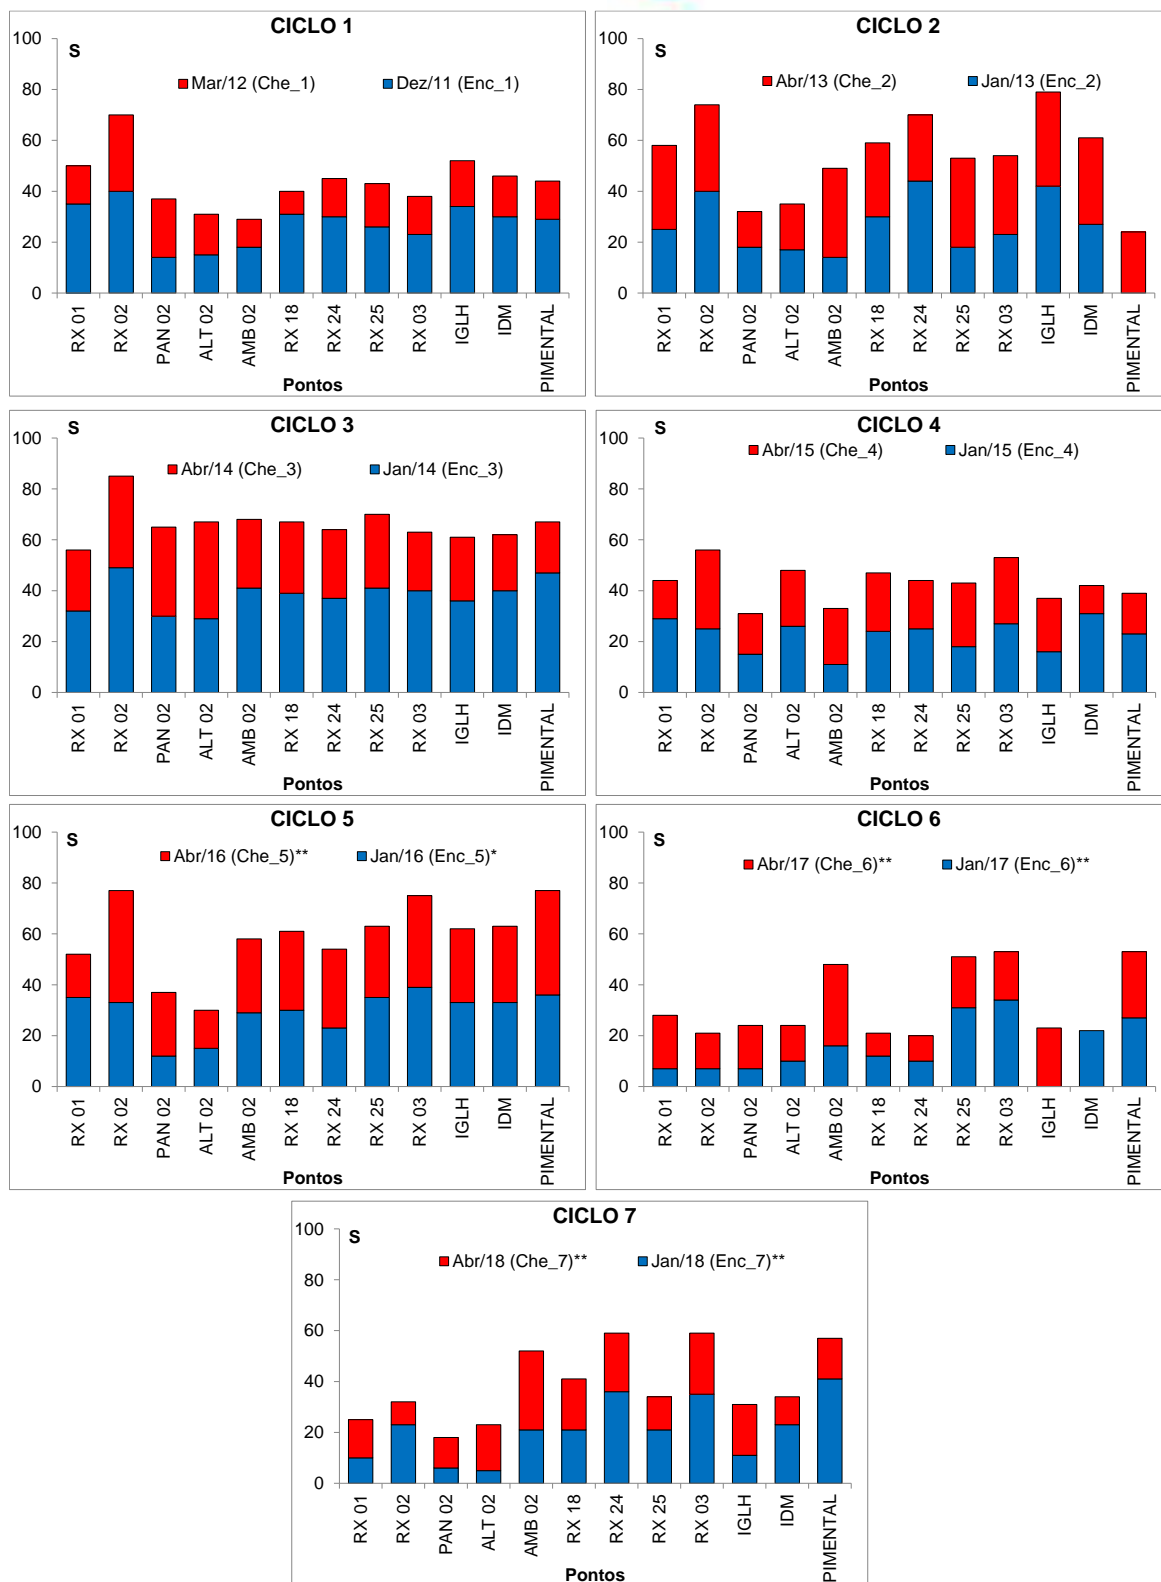 CICLO 1
S
Mar/12 (Che_1) Dez/11 (Enc_1)
100
80
60
40
20
0
RX 01 RX 02 PAN 02 ALT 02 AMB 02 RX 18 RX 24 RX 25 RX 03 IGLH IDM PIMENTAL
Pontos
CICLO 2
S
Abr/13 (Che_2) Jan/13 (Enc_2)
100
80
60
40
20
0
RX 01 RX 02 PAN 02 ALT 02 AMB 02 RX 18 RX 24 RX 25 RX 03 IGLH IDM PIMENTAL
Pontos
CICLO 3
S
Abr/14 (Che_3) Jan/14 (Enc_3)
100
80
60
40
20
0
RX 01 RX 02 PAN 02 ALT 02 AMB 02 RX 18 RX 24 RX 25 RX 03 IGLH IDM PIMENTAL
Pontos
CICLO 4
S
Abr/15 (Che_4) Jan/15 (Enc_4)
100
80
60
40
20
0
RX 01 RX 02 PAN 02 ALT 02 AMB 02 RX 18 RX 24 RX 25 RX 03 IGLH IDM PIMENTAL
Pontos
CICLO 5
S
Abr/16 (Che_5)** Jan/16 (Enc_5)*
100
80
60
40
20
0
RX 01 RX 02 PAN 02 ALT 02 AMB 02 RX 18 RX 24 RX 25 RX 03 IGLH IDM PIMENTAL
Pontos
CICLO 6
S
Abr/17 (Che_6)** Jan/17 (Enc_6)**
100
80
60
40
20
0
RX 01 RX 02 PAN 02 ALT 02 AMB 02 RX 18 RX 24 RX 25 RX 03 IGLH IDM PIMENTAL
Pontos
CICLO 7
S
Abr/18 (Che_7)** Jan/18 (Enc_7)**
100
80
60
40
20
0
RX 01 RX 02 PAN 02 ALT 02 AMB 02 RX 18 RX 24 RX 25 RX 03 IGLH IDM PIMENTAL
Pontos